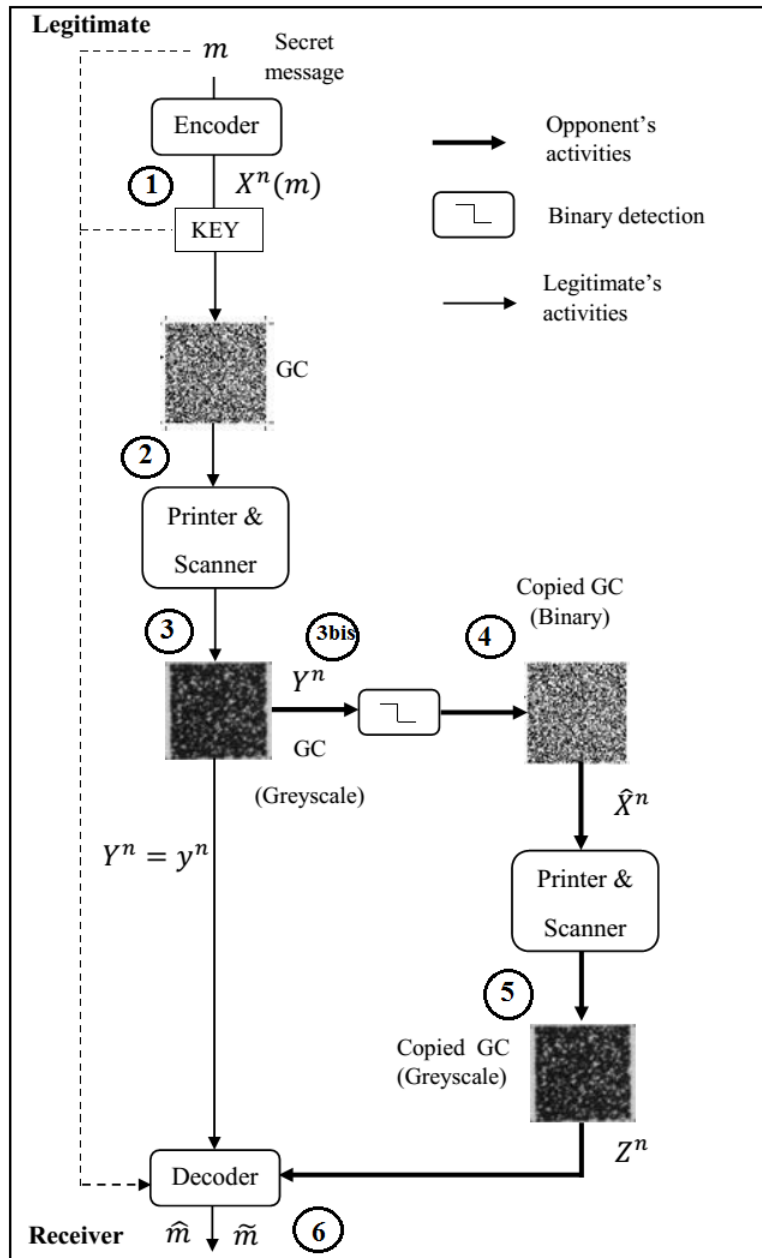 Legitimate
m
Secret
message
Encoder
Opponent's
activities
1
Xⁿ(m)
KEY
Binary detection
Legitimate's
activities
GC
2
Printer &
Scanner
Copied GC
(Binary)
3
3bis
4
Yⁿ
GC
(Greyscale)
X̂ⁿ
Yⁿ = yⁿ
Printer &
Scanner
5
Copied GC
(Greyscale)
Zⁿ
Decoder
Receiver
m̂ m̃
6